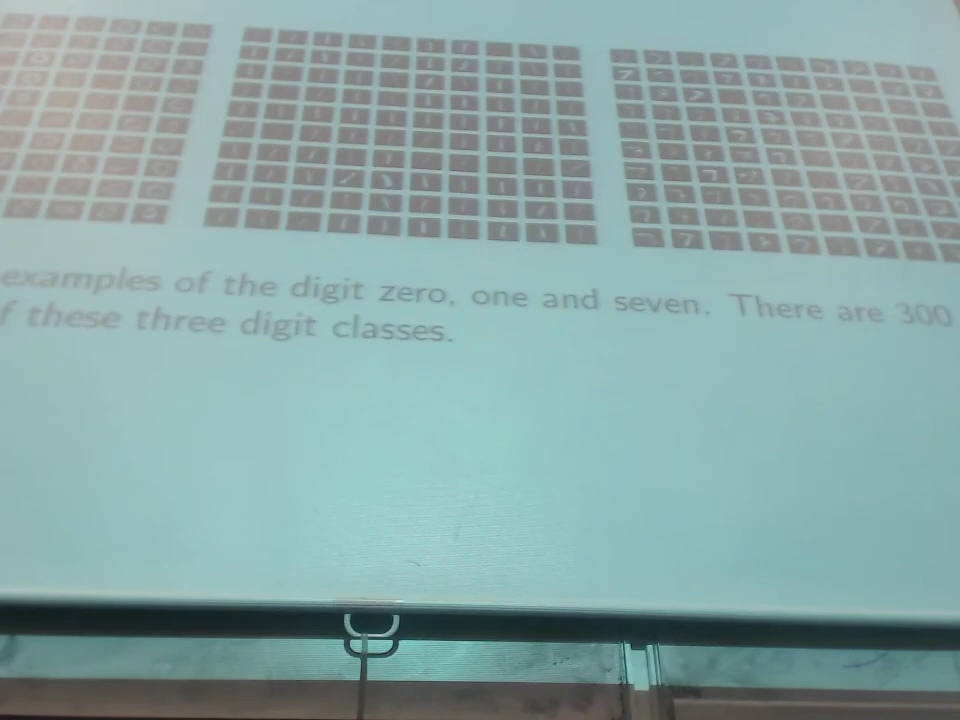 examples of the digit zero, one and seven. There are 300
f these three digit classes.